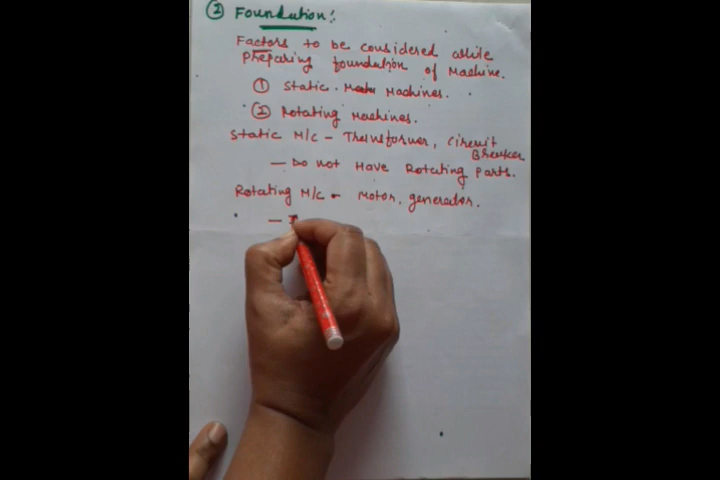 ② Foundation:
Factors to be considered while
Preparing foundation of Machine.
① Static Machines.
② Rotating Machines.
Static M/C - Transformer, Circuit
Breaker
- Do not Have Rotating Parts.
Rotating M/C - Motor, generator.
-